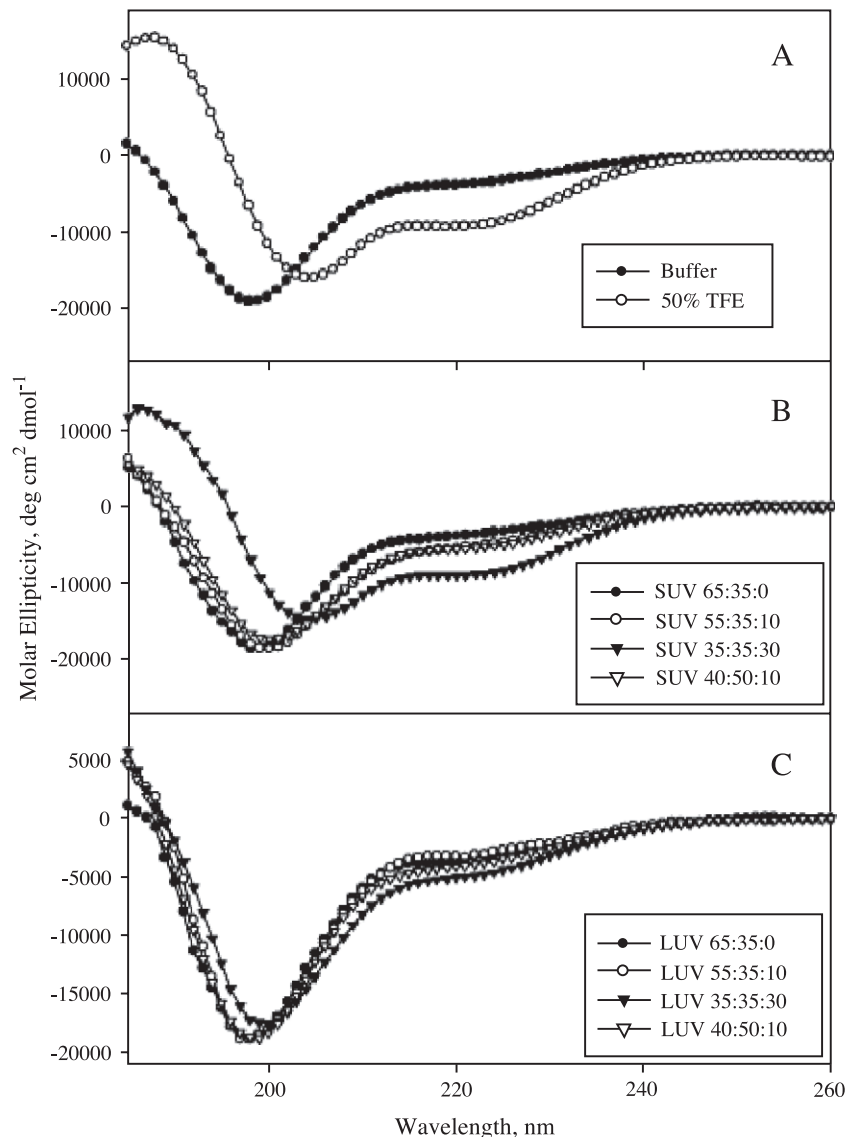 A
10000
0
-10000
-20000
Buffer
50% TFE
B
10000
0
-10000
-20000
SUV 65:35:0
SUV 55:35:10
SUV 35:35:30
SUV 40:50:10
Molar Ellipticity, deg cm² dmol⁻¹
C
5000
0
-5000
-10000
-15000
-20000
LUV 65:35:0
LUV 55:35:10
LUV 35:35:30
LUV 40:50:10
200 220 240 260
Wavelength, nm